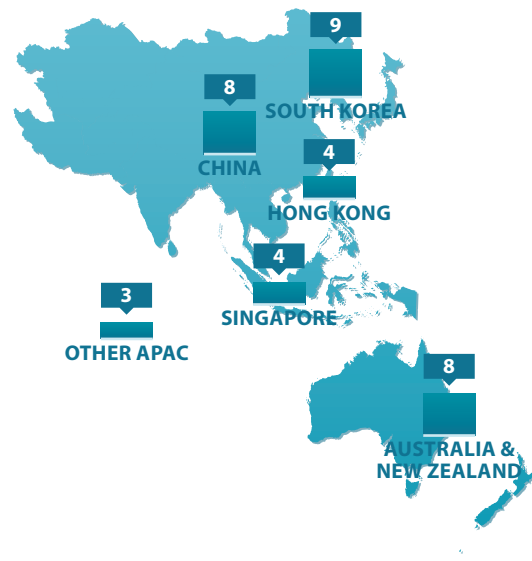 9
SOUTH KOREA
8
CHINA
4
HONG KONG
4
SINGAPORE
3
OTHER APAC
8
AUSTRALIA &
NEW ZEALAND